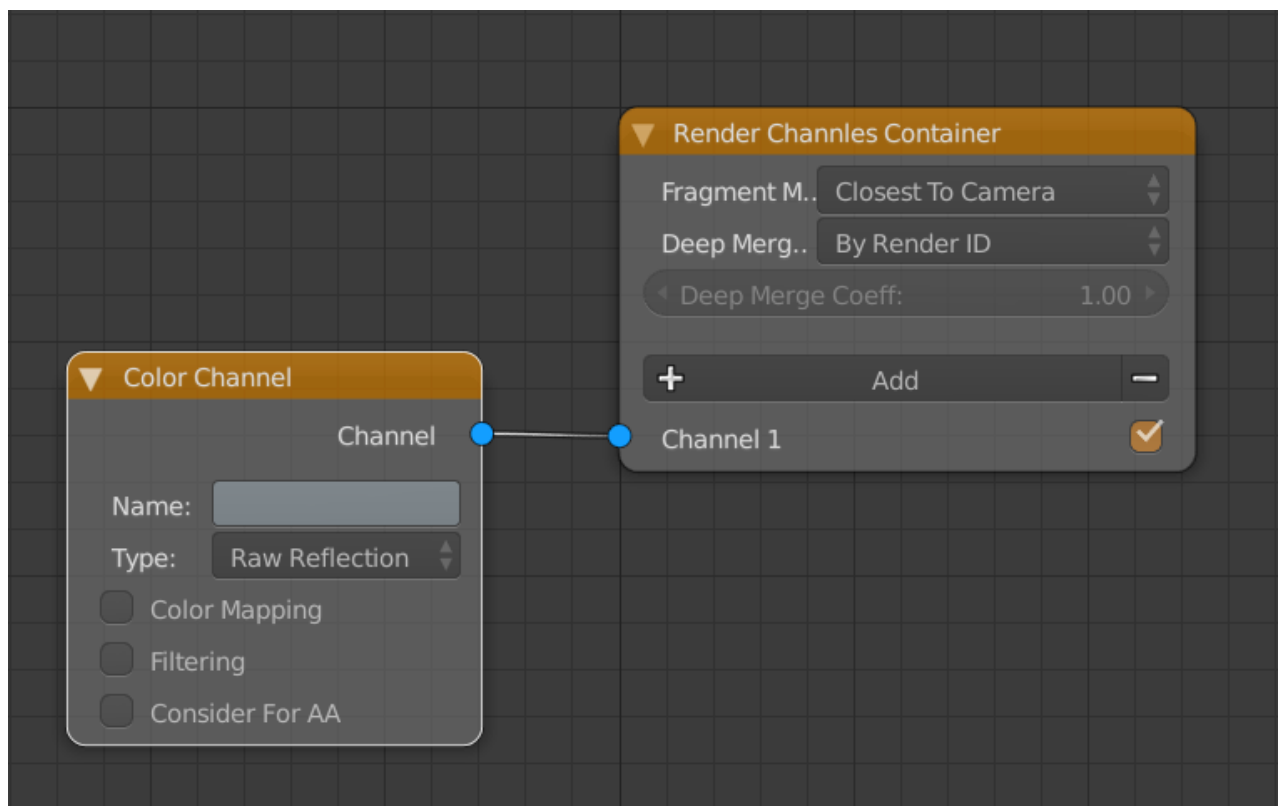 Render Channles Container
Fragment M.. Closest To Camera
Deep Merg.. By Render ID
Deep Merge Coeff: 1.00
Add
Channel 1
Color Channel
Channel
Name:
Type: Raw Reflection
Color Mapping
Filtering
Consider For AA